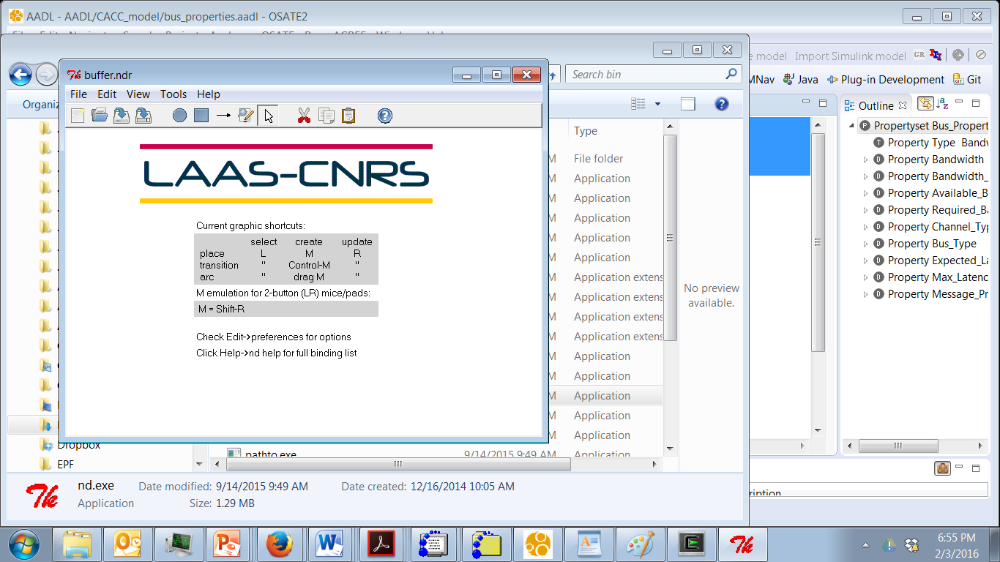 AADL - AADL/CACC_model/bus_properties.aadl - OSATE2
e model
Import Simulink model
GR
MNav
Java
Plug-in Development
Git
Search bin
Organiz
buffer.ndr
File
Edit
View
Tools
Help
LAAS-CNRS
Current graphic shortcuts:
select create update
place L M R
transition " Control-M "
arc " drag M "
M emulation for 2-button (LR) mice/pads:
M = Shift-R
Check Edit->preferences for options
Click Help->nd help for full binding list
Type
M File folder
M Application
M Application
M Application
M Application
M Application
M Application extens
M Application extens
M Application extens
M Application extens
M Application
M Application
M Application
M Application
M Application
pathto.exe 9/14/2015 9:49 AM Application
No preview
available.
Dropbox
EPF
nd.exe
Application
Date modified: 9/14/2015 9:49 AM
Size: 1.29 MB
Date created: 12/16/2014 10:05 AM
Outline
Propertyset Bus_Propert
Property Type Bandw
Property Bandwidth
Property Bandwidth_
Property Available_B
Property Required_Ba
Property Channel_Typ
Property Bus_Type
Property Expected_La
Property Max_Latenc
Property Message_Pr
ription
6:55 PM
2/3/2016